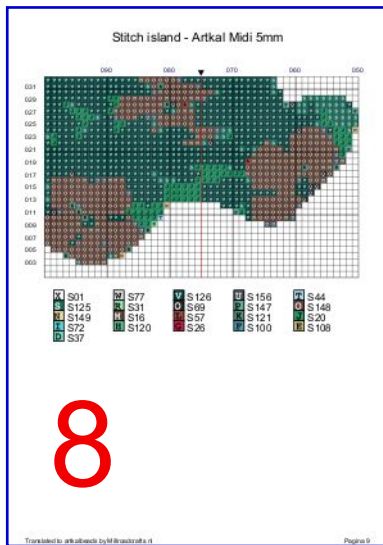 Stitch island - Artkal Midi 5mm
090 080 070 060 050
031
029
027
025
023
021
019
017
015
013
011
009
007
005
003
X S01 W S77 V S126 U S156 T S44
S S125 R S31 O S69 P S147 O S148
N S149 M S16 L S57 K S121 J S20
I S72 H S120 G S26 F S100 E S108
D S37
8
Translated to artkalbeads by Millnaidcrafts.nl Pagina 9